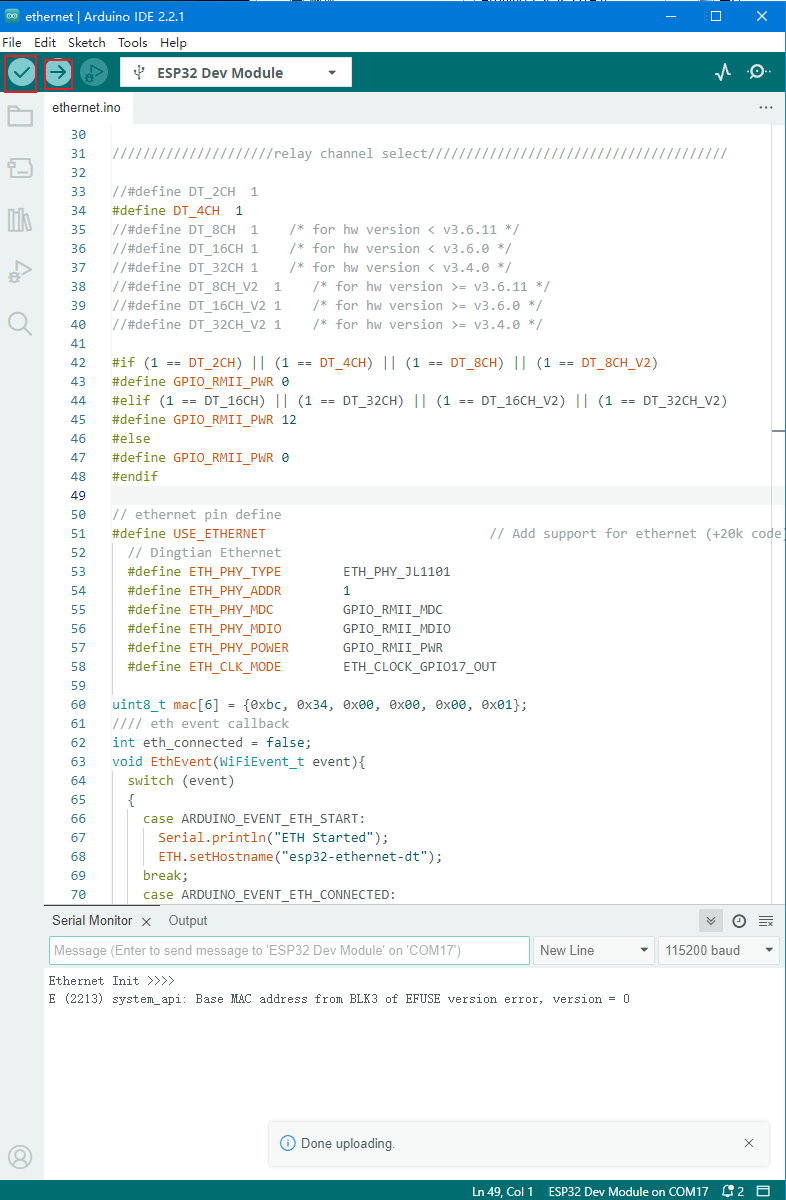 ethernet | Arduino IDE 2.2.1
File Edit Sketch Tools Help
ESP32 Dev Module
ethernet.ino
30
31 /////////////////////relay channel select///////////////////////////////////////
32
33 //#define DT_2CH  1
34 #define DT_4CH  1
35 //#define DT_8CH  1    /* for hw version < v3.6.11 */
36 //#define DT_16CH 1    /* for hw version < v3.6.0 */
37 //#define DT_32CH 1    /* for hw version < v3.4.0 */
38 //#define DT_8CH_V2  1    /* for hw version >= v3.6.11 */
39 //#define DT_16CH_V2 1    /* for hw version >= v3.6.0 */
40 //#define DT_32CH_V2 1    /* for hw version >= v3.4.0 */
41
42 #if (1 == DT_2CH) || (1 == DT_4CH) || (1 == DT_8CH) || (1 == DT_8CH_V2)
43 #define GPIO_RMII_PWR 0
44 #elif (1 == DT_16CH) || (1 == DT_32CH) || (1 == DT_16CH_V2) || (1 == DT_32CH_V2)
45 #define GPIO_RMII_PWR 12
46 #else
47 #define GPIO_RMII_PWR 0
48 #endif
49
50 // ethernet pin define
51 #define USE_ETHERNET                             // Add support for ethernet (+20k code)
52   // Dingtian Ethernet
53   #define ETH_PHY_TYPE        ETH_PHY_JL1101
54   #define ETH_PHY_ADDR        1
55   #define ETH_PHY_MDC         GPIO_RMII_MDC
56   #define ETH_PHY_MDIO        GPIO_RMII_MDIO
57   #define ETH_PHY_POWER       GPIO_RMII_PWR
58   #define ETH_CLK_MODE        ETH_CLOCK_GPIO17_OUT
59
60 uint8_t mac[6] = {0xbc, 0x34, 0x00, 0x00, 0x00, 0x01};
61 //// eth event callback
62 int eth_connected = false;
63 void EthEvent(WiFiEvent_t event){
64   switch (event)
65   {
66     case ARDUINO_EVENT_ETH_START:
67       Serial.println("ETH Started");
68       ETH.setHostname("esp32-ethernet-dt");
69     break;
70     case ARDUINO_EVENT_ETH_CONNECTED:
Serial Monitor Output
Message (Enter to send message to 'ESP32 Dev Module' on 'COM17') New Line 115200 baud
Ethernet Init >>>>
E (2213) system_api: Base MAC address from BLK3 of EFUSE version error, version = 0
Done uploading.
Ln 49, Col 1 ESP32 Dev Module on COM17 2